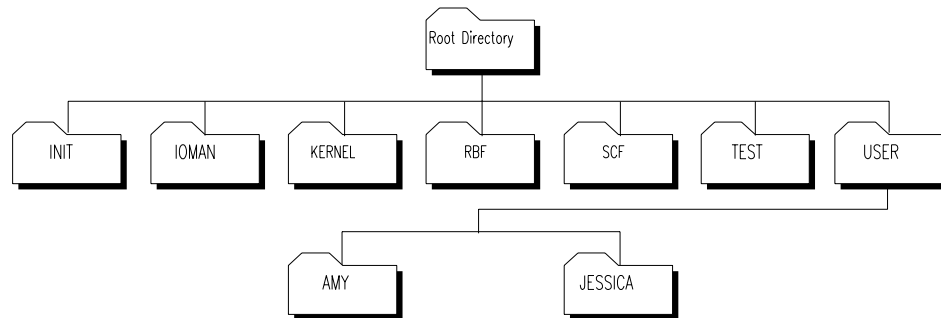 Root Directory
INIT
IOMAN
KERNEL
RBF
SCF
TEST
USER
AMY
JESSICA